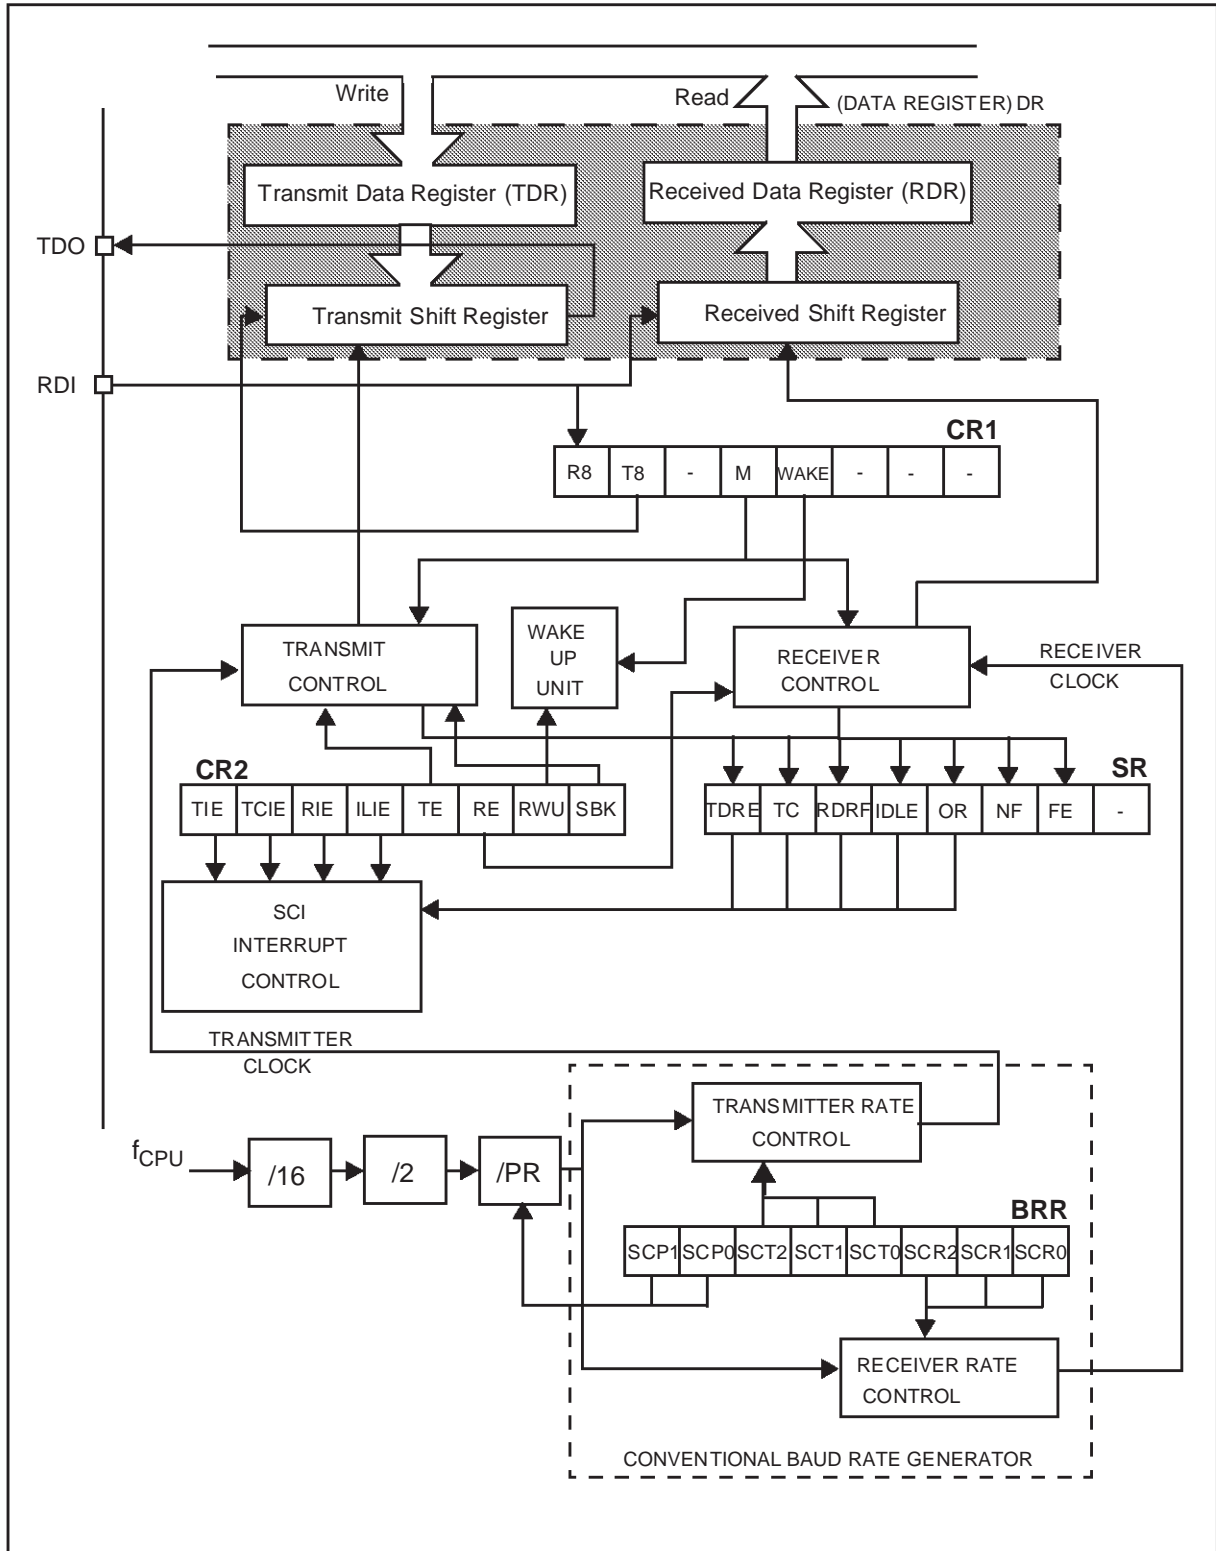 Write
Read
(DATA REGISTER) DR
Transmit Data Register (TDR)
Received Data Register (RDR)
TDO
Transmit Shift Register
Received Shift Register
RDI
CR1
R8 T8 - M WAKE - - -
TRANSMIT
CONTROL
WAKE
UP
UNIT
RECEIVER
CONTROL
RECEIVER
CLOCK
CR2
SR
TIE TCIE RIE ILIE TE RE RWU SBK
TDRE TC RDRF IDLE OR NF FE -
SCI
INTERRUPT
CONTROL
TRANSMITTER
CLOCK
TRANSMITTER RATE
CONTROL
fCPU
/16
/2
/PR
BRR
SCP1 SCP0 SCT2 SCT1 SCT0 SCR2 SCR1 SCR0
RECEIVER RATE
CONTROL
CONVENTIONAL BAUD RATE GENERATOR